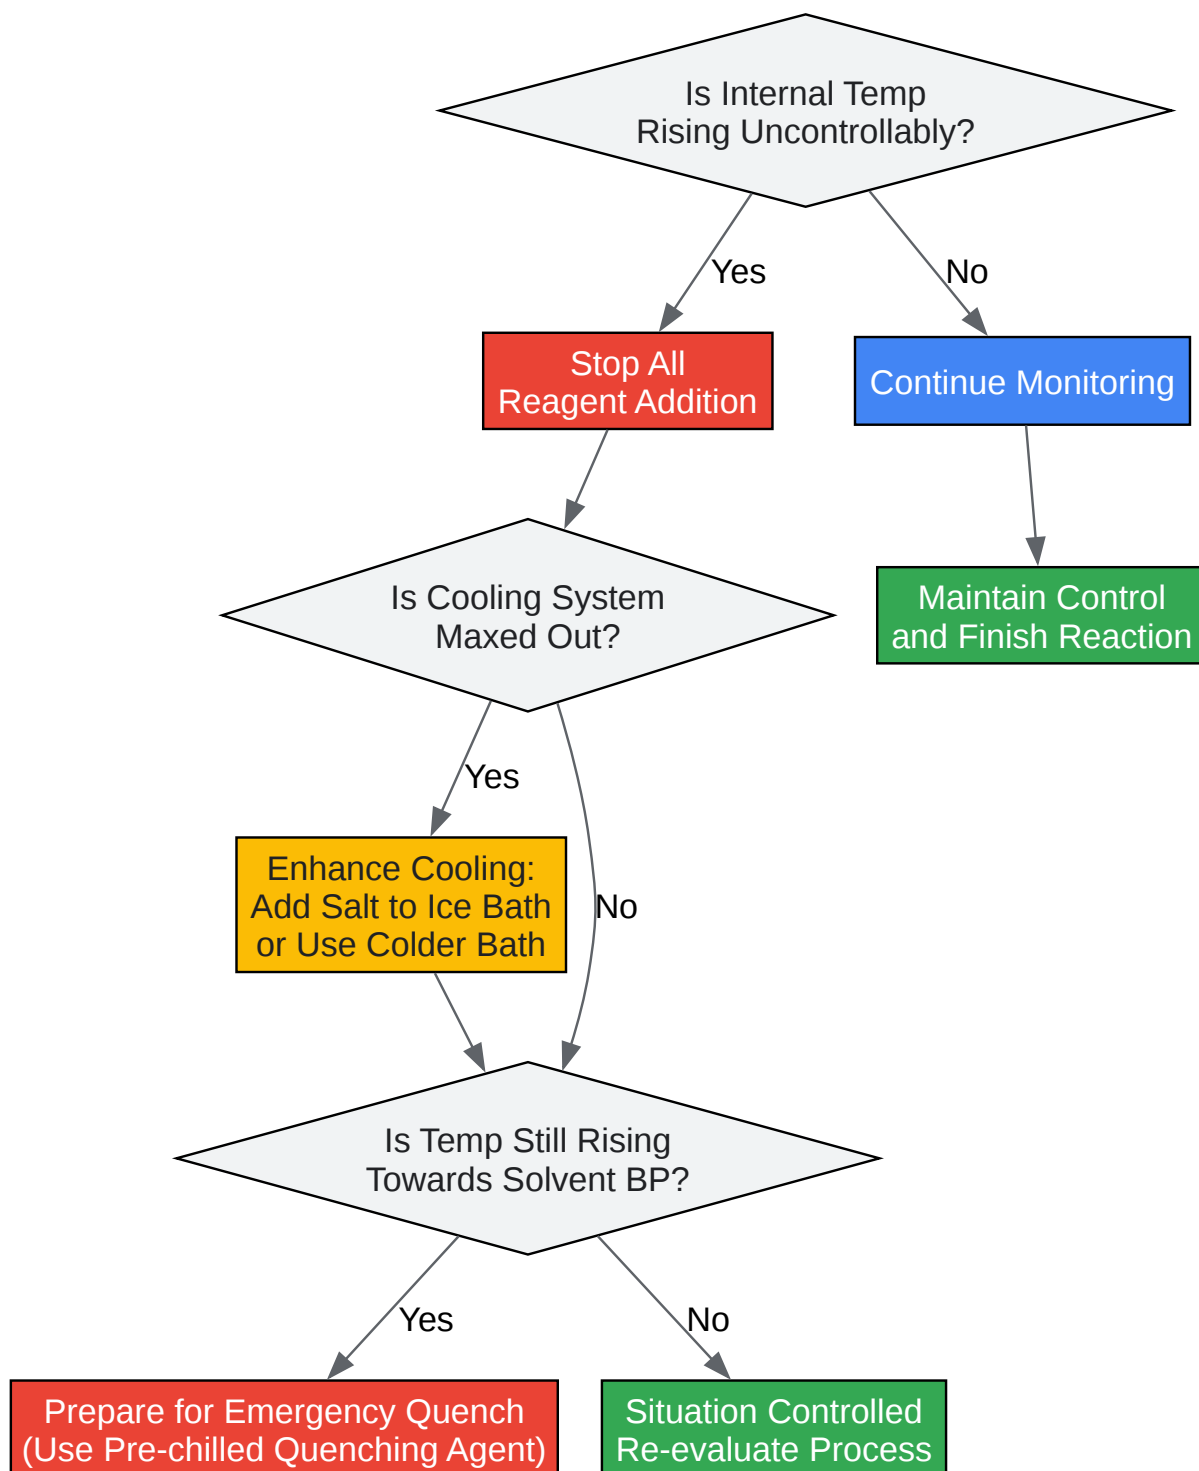 Is Internal Temp
Rising Uncontrollably?
Yes
No
Stop All
Reagent Addition
Continue Monitoring
Is Cooling System
Maxed Out?
Maintain Control
and Finish Reaction
Yes
Enhance Cooling:
Add Salt to Ice Bath
or Use Colder Bath
No
Is Temp Still Rising
Towards Solvent BP?
Yes
No
Prepare for Emergency Quench
(Use Pre-chilled Quenching Agent)
Situation Controlled
Re-evaluate Process